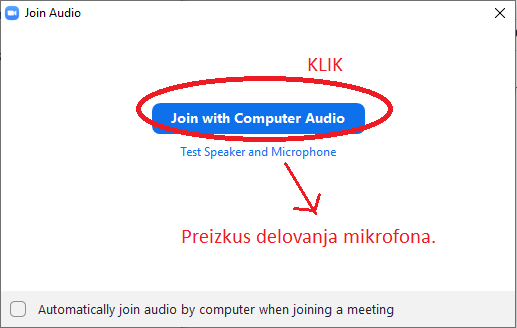 Join Audio
KLIK
Join with Computer Audio
Test Speaker and Microphone
Preizkus delovanja mikrofona.
Automatically join audio by computer when joining a meeting